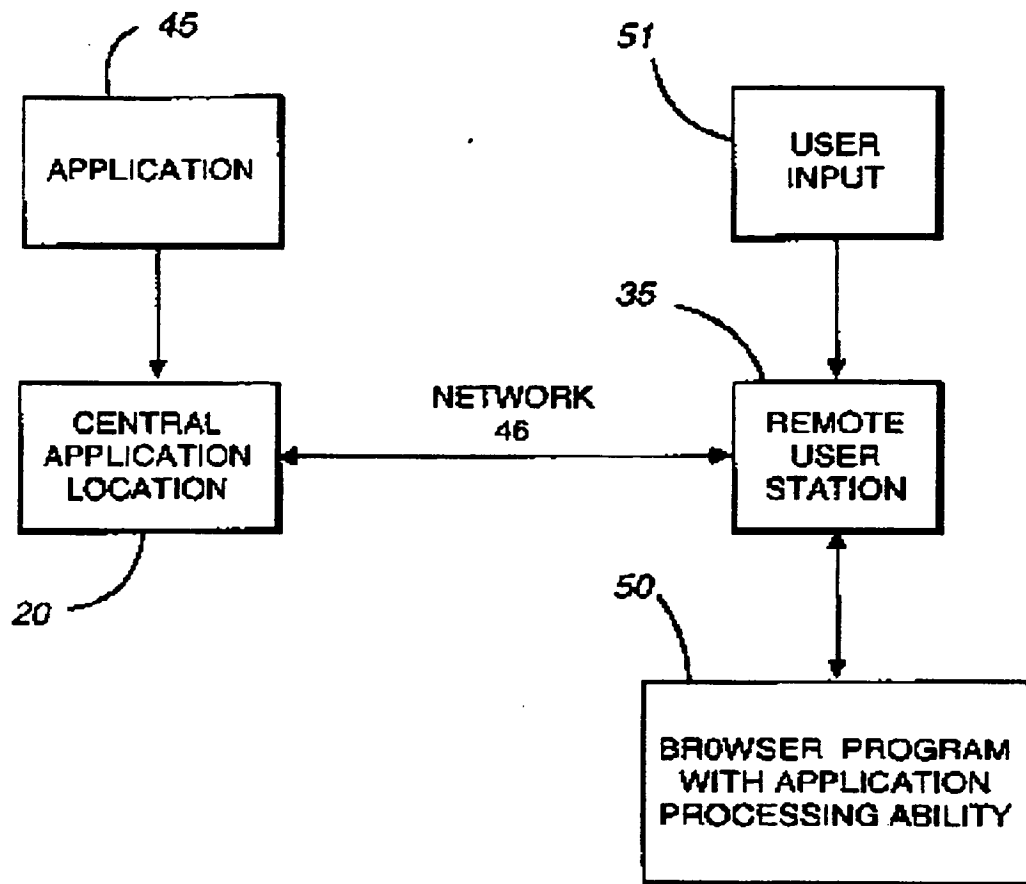 45
APPLICATION
51
USER
INPUT
35
CENTRAL
APPLICATION
LOCATION
NETWORK
46
REMOTE
USER
STATION
20
50
BROWSER PROGRAM
WITH APPLICATION
PROCESSING ABILITY